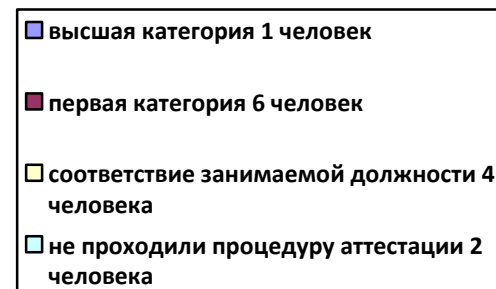 высшая категория 1 человек
первая категория 6 человек
соответствие занимаемой должности 4
человека
не проходили процедуру аттестации 2
человека